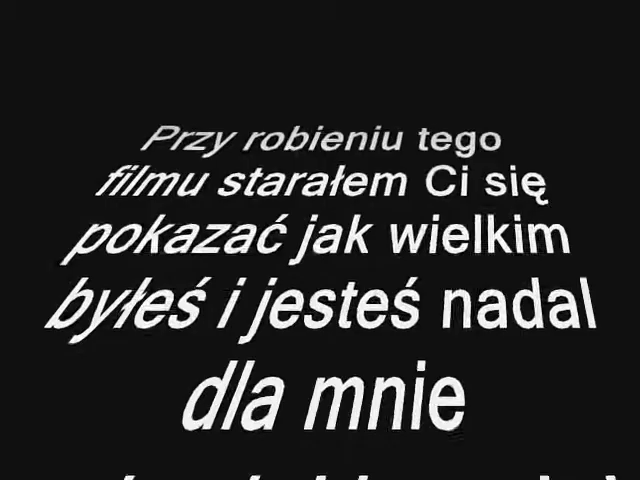 Przy robieniu tego
filmu starałem Ci się
pokazać jak wielkim
byłeś i jesteś nadal
dla mnie